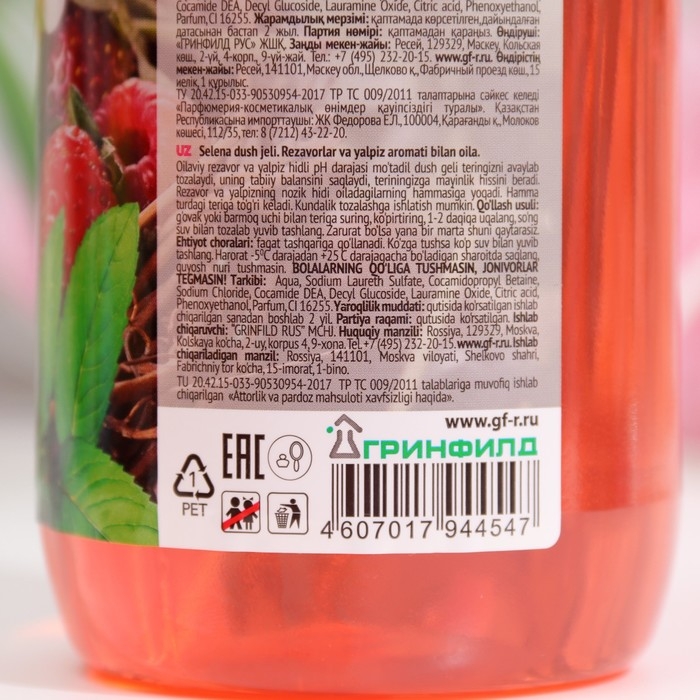 Cocamide DEA, Decyl Glucoside, Lauramine Oxide, Citric acid, Phenoxyethanol,
Parfum, CI 16255. Жарамдылық мерзімі: қаптамада көрсетілген,дайындалған
датасынан бастап 2 жыл. Партия нөмірі: қаптамадан қараңыз. Өндіруші:
«ГРИНФИЛД РУС» ЖШҚ. Заңды мекен-жайы: Ресей, 129329, Маскеу, Кольская
көш., 2-үй, 4-корп., 9-үй-жай. Тел.: +7 (495) 232-20-15. www.gf-r.ru. Өндірістің
мекен-жайы: Ресей, 141101, Мәскеу обл., Щелково қ., Фабричный проезд көш., 15
иелік, 1 құрылыс.
ТУ 20.42.15-033-90530954-2017 ТР ТС 009/2011 талаптарына сәйкес келеді
«Парфюмерия-косметикалық өнімдер қауіпсіздігі туралы». Қазақстан
Республикасына импорттаушы: ЖК Федорова Е.Л., 100004, Қарағанды қ., Молоков
көшесі, 112/35, тел: 8 (7212) 43-22-20.
UZ Selena dush jeli. Rezavorlar va yalpiz aromati bilan oila.
Oilaviy rezavor va yalpiz hidli pH darajasi mo'tadil dush jeli teringizni avaylab
tozalaydi, uning tabiiy balansini saqlaydi, teriningizga mayinlik hissini beradi.
Rezavor va yalpizning nozik hidi oiladagilarning hammasiga yoqadi. Hamma
turdagi teriga to'g'ri keladi. Kundalik tozalashga ishlatish mumkin. Qo'llash usuli:
g'ovak yoki barmoq uchi bilan teriga suring, ko'pirtiring, 1-2 daqiqa uqalang, so'ng
suv bilan tozalab yuvib tashlang. Zarurat bo'lsa yana bir marta shuni qaytarasiz.
Ehtiyot choralari: faqat tashqariga qo'llanadi. Ko'zga tushsa ko'p suv bilan yuvib
tashlang. Harorat -5°C darajadan +25 C darajagacha bo'ladigan sharoitda saqlang,
quyosh nuri tushmasin. BOLALARNING QO'LIGA TUSHMASIN, JONIVORLAR
TEGMASIN! Tarkibi: Aqua, Sodium Laureth Sulfate, Cocamidopropyl Betaine,
Sodium Chloride, Cocamide DEA, Decyl Glucoside, Lauramine Oxide, Citric acid,
Phenoxyethanol, Parfum, CI 16255. Yaroqlilik muddati: qutisida ko'rsatilgan ishlab
chiqarilgan sanadan boshlab 2 yil. Partiya raqami: qutusida ko'rsatilgan. Ishlab
chiqaruvchi: "GRINFILD RUS" MCHJ. Huquqiy manzili: Rossiya, 129329, Moskva,
Kolskaya ko'cha, 2-uy, korpus 4, 9-xona. Tel. +7 (495) 232-20-15. www.gf-r.ru. Ishlab
chiqariladigan manzil: Rossiya, 141101, Moskva viloyati, Shelkovo shahri,
Fabrichniy tor ko'cha, 15-imorat, 1-bino.
TU 20.42.15-033-90530954-2017 TP TC 009/2011 talablariga muvofiq ishlab
chiqarilgan «Attorlik va pardoz mahsuloti xavfsizligi haqida».
www.gf-r.ru
ЕАС
ГРИНФИЛД
1
PET
4 607017 944547